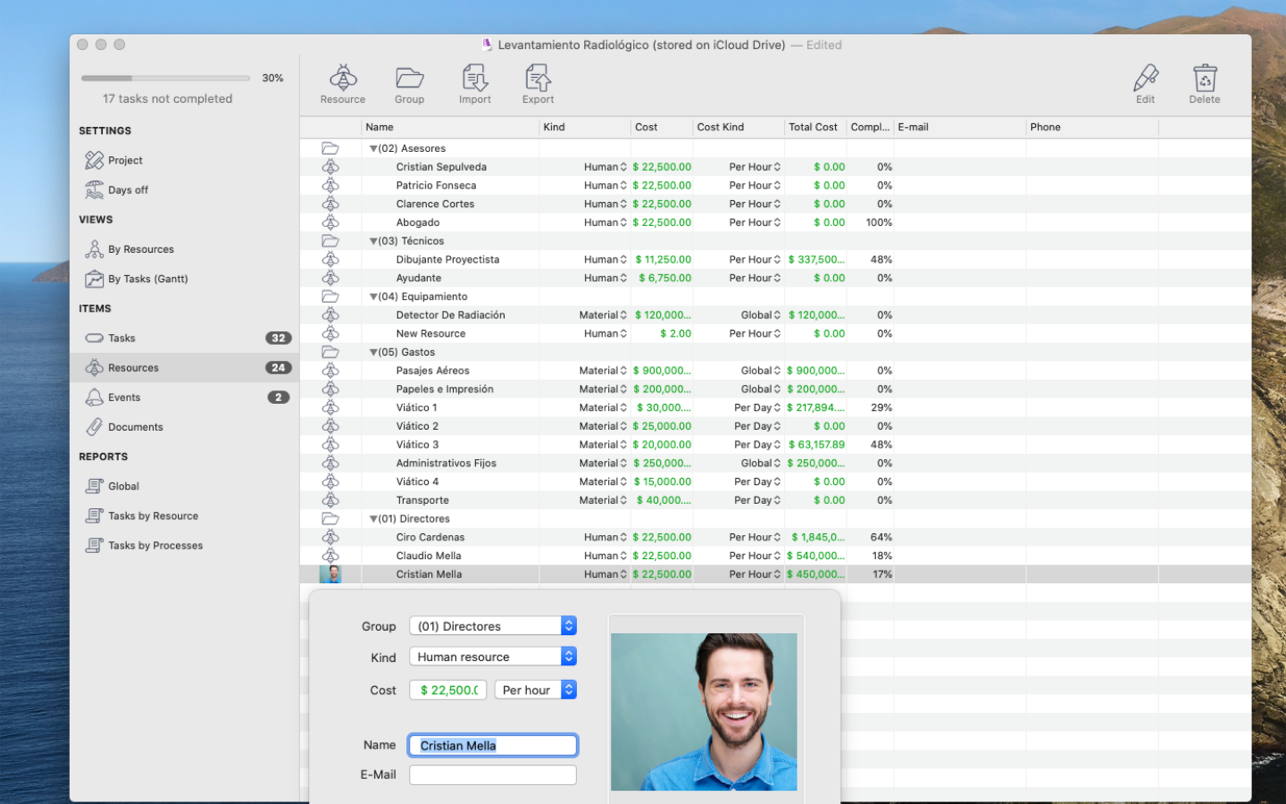 Levantamiento Radiológico (stored on iCloud Drive) — Edited
30%
17 tasks not completed
SETTINGS
Project
Days off
VIEWS
By Resources
By Tasks (Gantt)
ITEMS
Tasks 32
Resources 24
Events 2
Documents
REPORTS
Global
Tasks by Resource
Tasks by Processes
Resource Group Import Export Edit Delete
Name Kind Cost Cost Kind Total Cost Compl... E-mail Phone
▼(02) Asesores
Cristian Sepulveda Human $ 22,500.00 Per Hour $ 0.00 0%
Patricio Fonseca Human $ 22,500.00 Per Hour $ 0.00 0%
Clarence Cortes Human $ 22,500.00 Per Hour $ 0.00 0%
Abogado Human $ 22,500.00 Per Hour $ 0.00 100%
▼(03) Técnicos
Dibujante Proyectista Human $ 11,250.00 Per Hour $ 337,500... 48%
Ayudante Human $ 6,750.00 Per Hour $ 0.00 0%
▼(04) Equipamiento
Detector De Radiación Material $ 120,000... Global $ 120,000... 0%
New Resource Human $ 2.00 Per Hour $ 0.00 0%
▼(05) Gastos
Pasajes Aéreos Material $ 900,000... Global $ 900,000... 0%
Papeles e Impresión Material $ 200,000... Global $ 200,000... 0%
Viático 1 Material $ 30,000.... Per Day $ 217,894.... 29%
Viático 2 Material $ 25,000.00 Per Day $ 0.00 0%
Viático 3 Material $ 20,000.00 Per Day $ 63,157.89 48%
Administrativos Fijos Material $ 250,000... Global $ 250,000... 0%
Viático 4 Material $ 15,000.00 Per Day $ 0.00 0%
Transporte Material $ 40,000.... Per Day $ 0.00 0%
▼(01) Directores
Ciro Cardenas Human $ 22,500.00 Per Hour $ 1,845,0... 64%
Claudio Mella Human $ 22,500.00 Per Hour $ 540,000... 18%
Cristian Mella Human $ 22,500.00 Per Hour $ 450,000... 17%
Group (01) Directores
Kind Human resource
Cost $ 22,500.( Per hour
Name Cristian Mella
E-Mail